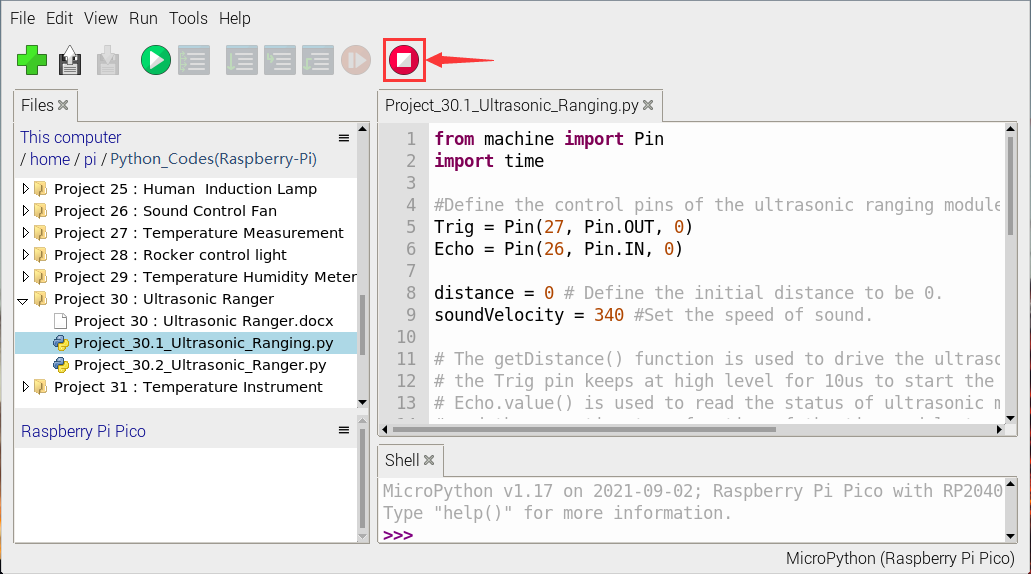 File Edit View Run Tools Help
Files
This computer
/ home / pi / Python_Codes(Raspberry-Pi)
Project 25 : Human  Induction Lamp
Project 26 : Sound Control Fan
Project 27 : Temperature Measurement
Project 28 : Rocker control light
Project 29 : Temperature Humidity Meter
Project 30 : Ultrasonic Ranger
Project 30 : Ultrasonic Ranger.docx
Project_30.1_Ultrasonic_Ranging.py
Project_30.2_Ultrasonic_Ranger.py
Project 31 : Temperature Instrument
Raspberry Pi Pico
Project_30.1_Ultrasonic_Ranging.py
1 from machine import Pin
2 import time
3
4 #Define the control pins of the ultrasonic ranging module
5 Trig = Pin(27, Pin.OUT, 0)
6 Echo = Pin(26, Pin.IN, 0)
7
8 distance = 0 # Define the initial distance to be 0.
9 soundVelocity = 340 #Set the speed of sound.
10
11 # The getDistance() function is used to drive the ultraso
12 # the Trig pin keeps at high level for 10us to start the
13 # Echo.value() is used to read the status of ultrasonic m
Shell
MicroPython v1.17 on 2021-09-02; Raspberry Pi Pico with RP2040
Type "help()" for more information.
>>>
MicroPython (Raspberry Pi Pico)